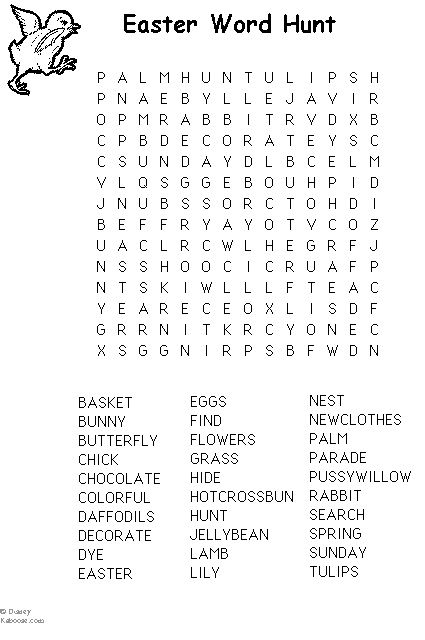 Easter Word Hunt
P A L M H U N T U L I P S H
P N A E B Y L L E J A V I R
O P M R A B B I T R V D X B
C P B D E C O R A T E Y S C
C S U N D A Y D L B C E L M
V L Q S G G E B O U H P I D
J N U B S S O R C T O H D I
B E F F R Y A Y O T V C O Z
U A C L R C W L H E G R F J
N S S H O O C I C R U A F P
N T S K I W L L L F T E A C
Y E A R E C E O X L I S D F
G R R N I T K R C Y O N E C
X S G G N I R P S B F W D N
BASKET EGGS NEST
BUNNY FIND NEWCLOTHES
BUTTERFLY FLOWERS PALM
CHICK GRASS PARADE
CHOCOLATE HIDE PUSSYWILLOW
COLORFUL HOTCROSSBUN RABBIT
DAFFODILS HUNT SEARCH
DECORATE JELLYBEAN SPRING
DYE LAMB SUNDAY
EASTER LILY TULIPS
© Disney
Kaboose.com